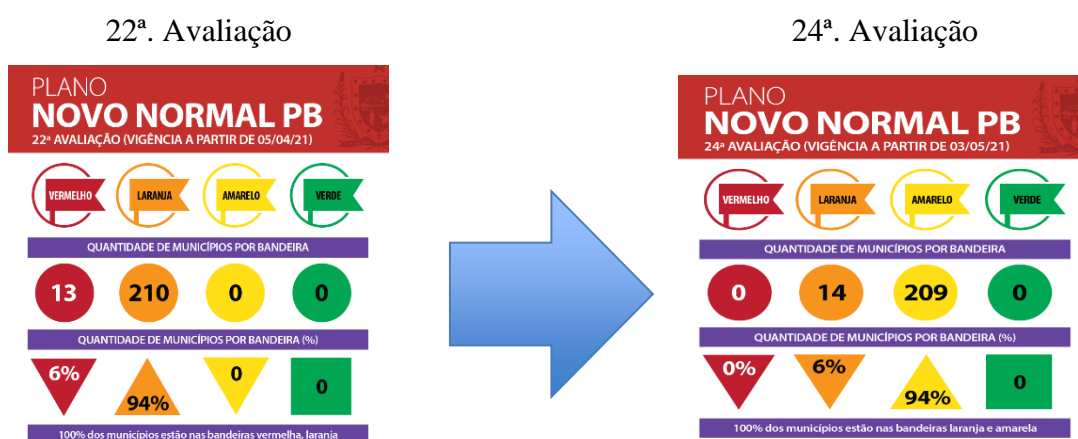 22ª. Avaliação
PLANO
NOVO NORMAL PB
22ª AVALIAÇÃO (VIGÊNCIA A PARTIR DE 05/04/21)
VERMELHO LARANJA AMARELO VERDE
QUANTIDADE DE MUNICÍPIOS POR BANDEIRA
13 210 0 0
QUANTIDADE DE MUNICÍPIOS POR BANDEIRA (%)
6% 94% 0 0
100% dos municípios estão nas bandeiras vermelha, laranja
24ª. Avaliação
PLANO
NOVO NORMAL PB
24ª AVALIAÇÃO (VIGÊNCIA A PARTIR DE 03/05/21)
VERMELHO LARANJA AMARELO VERDE
QUANTIDADE DE MUNICÍPIOS POR BANDEIRA
0 14 209 0
QUANTIDADE DE MUNICÍPIOS POR BANDEIRA (%)
0% 6% 94% 0
100% dos municípios estão nas bandeiras laranja e amarela